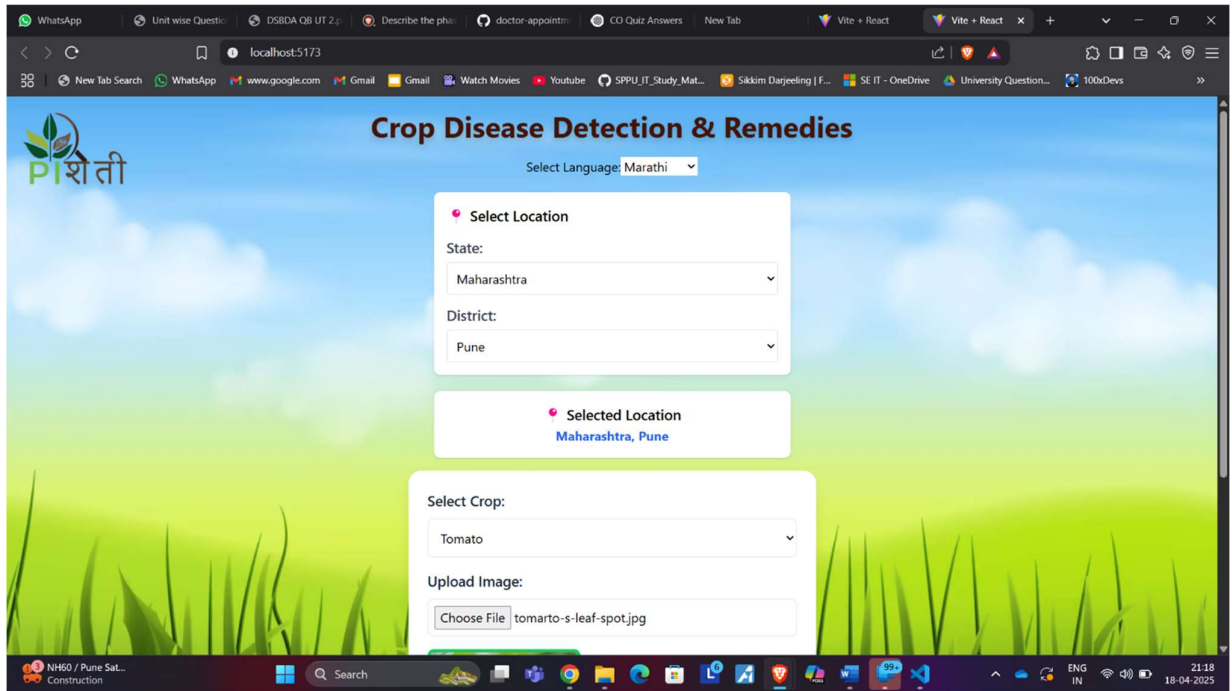 WhatsApp
Unit wise Questio
DSBDA QB UT 2.p
Describe the phas
doctor-appointm
CO Quiz Answers
New Tab
Vite + React
Vite + React
localhost:5173
New Tab Search
WhatsApp
www.google.com
Gmail
Gmail
Watch Movies
Youtube
SPPU_IT_Study_Mat...
Sikkim Darjeeling | F...
SE IT - OneDrive
University Question...
100xDevs
Crop Disease Detection & Remedies
PIशेती
Select Language: Marathi
Select Location
State:
Maharashtra
District:
Pune
Selected Location
Maharashtra, Pune
Select Crop:
Tomato
Upload Image:
Choose File tomarto-s-leaf-spot.jpg
3
NH60 / Pune Sat...
Construction
Search
6
99+
ENG
IN
21:18
18-04-2025